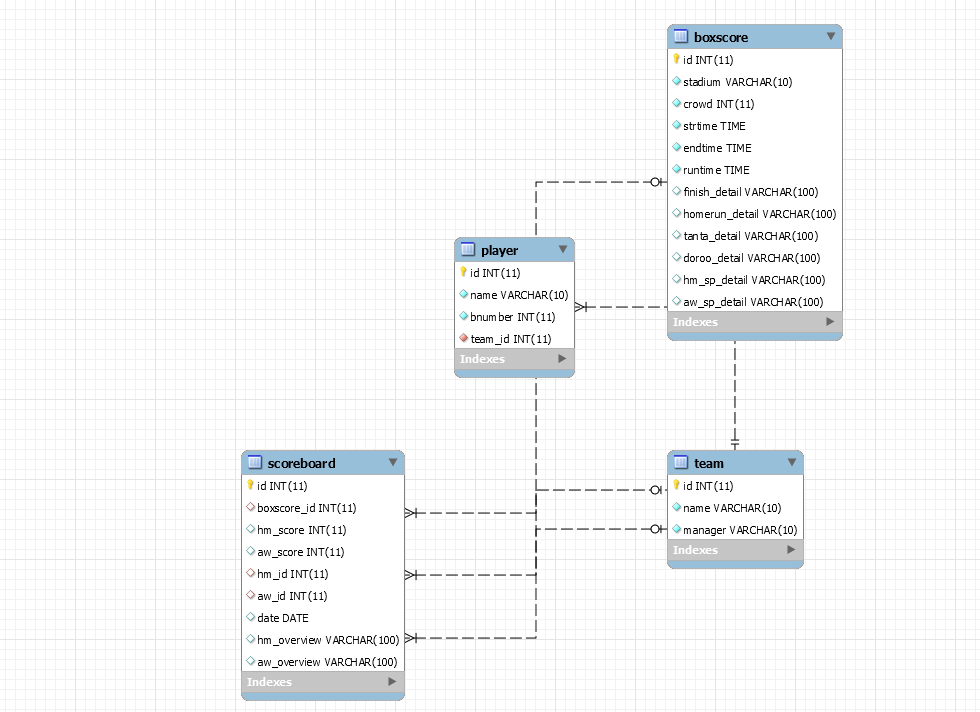 boxscore
id INT(11)
stadium VARCHAR(10)
crowd INT(11)
strtime TIME
endtime TIME
runtime TIME
finish_detail VARCHAR(100)
homerun_detail VARCHAR(100)
tanta_detail VARCHAR(100)
doroo_detail VARCHAR(100)
hm_sp_detail VARCHAR(100)
aw_sp_detail VARCHAR(100)
Indexes
player
id INT(11)
name VARCHAR(10)
bnumber INT(11)
team_id INT(11)
Indexes
scoreboard
id INT(11)
boxscore_id INT(11)
hm_score INT(11)
aw_score INT(11)
hm_id INT(11)
aw_id INT(11)
date DATE
hm_overview VARCHAR(100)
aw_overview VARCHAR(100)
Indexes
team
id INT(11)
name VARCHAR(10)
manager VARCHAR(10)
Indexes